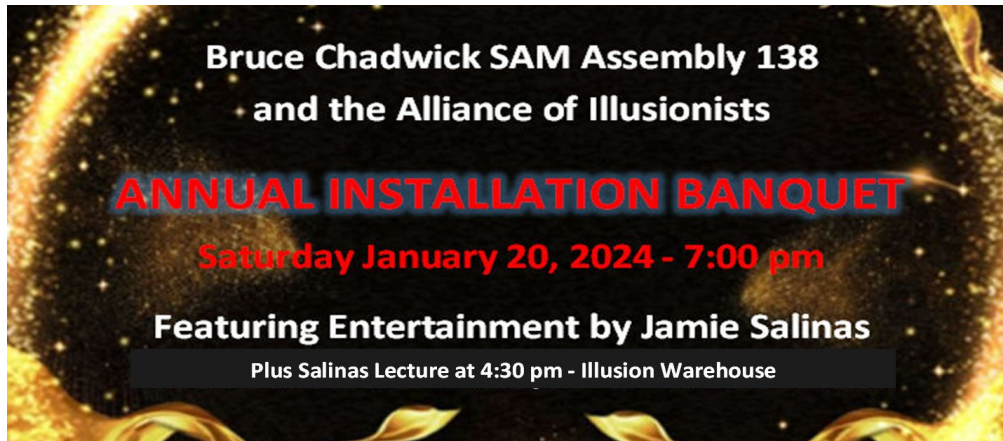 Bruce Chadwick SAM Assembly 138
and the Alliance of Illusionists
ANNUAL INSTALLATION BANQUET
Saturday January 20, 2024 - 7:00 pm
Featuring Entertainment by Jamie Salinas
Plus Salinas Lecture at 4:30 pm - Illusion Warehouse